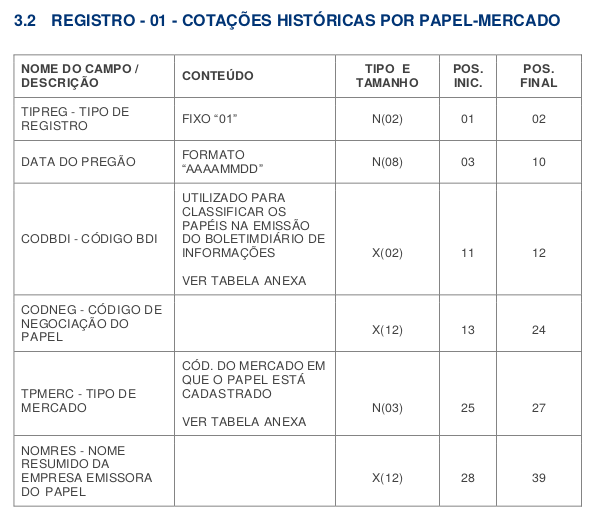 3.2 REGISTRO - 01 - COTAÇÕES HISTÓRICAS POR PAPEL-MERCADO
NOME DO CAMPO / DESCRIÇÃO CONTEÚDO TIPO E TAMANHO POS. INIC. POS. FINAL
TIPREG - TIPO DE REGISTRO FIXO “01” N(02) 01 02
DATA DO PREGÃO FORMATO “AAAAMMDD” N(08) 03 10
CODBDI - CÓDIGO BDI UTILIZADO PARA CLASSIFICAR OS PAPÉIS NA EMISSÃO DO BOLETIMDIÁRIO DE INFORMAÇÕES VER TABELA ANEXA X(02) 11 12
CODNEG - CÓDIGO DE NEGOCIAÇÃO DO PAPEL X(12) 13 24
TPMERC - TIPO DE MERCADO CÓD. DO MERCADO EM QUE O PAPEL ESTÁ CADASTRADO VER TABELA ANEXA N(03) 25 27
NOMRES - NOME RESUMIDO DA EMPRESA EMISSORA DO PAPEL X(12) 28 39